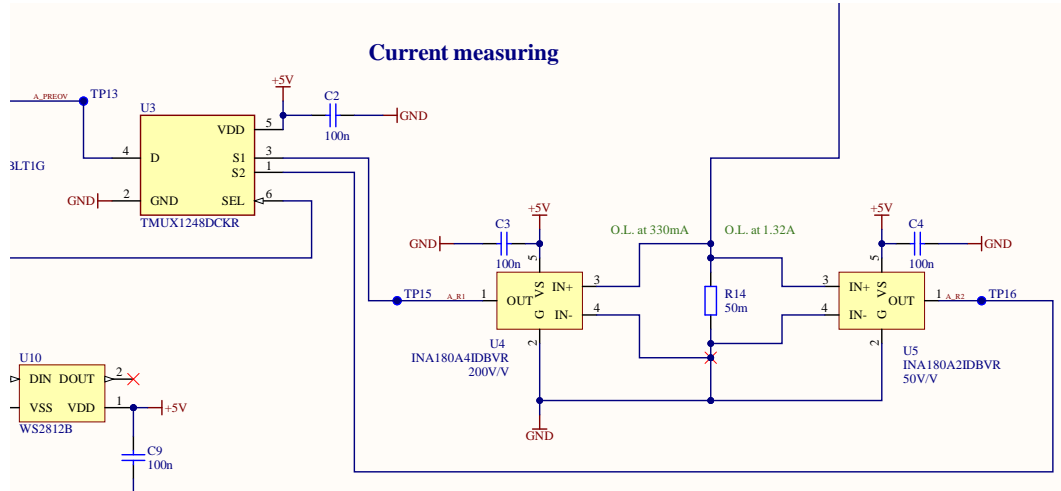 Current measuring
A_PREOV
TP13
+5V
C2
100n
GND
U3
VDD
5
4
D
S1
3
S2
1
BLT1G
GND
2
GND
SEL
6
TMUX1248DCKR
+5V
C3
GND
100n
O.L. at 330mA
O.L. at 1.32A
+5V
C4
GND
100n
5
IN+
3
VS
TP15
A_R1
1
OUT
G
IN-
4
2
U4
INA180A4IDBVR
200V/V
R14
50m
5
3
IN+
VS
OUT
1
A_R2
TP16
4
IN-
G
2
U5
INA180A2IDBVR
50V/V
GND
U10
DIN
DOUT
2
VSS
VDD
1
+5V
WS2812B
C9
100n